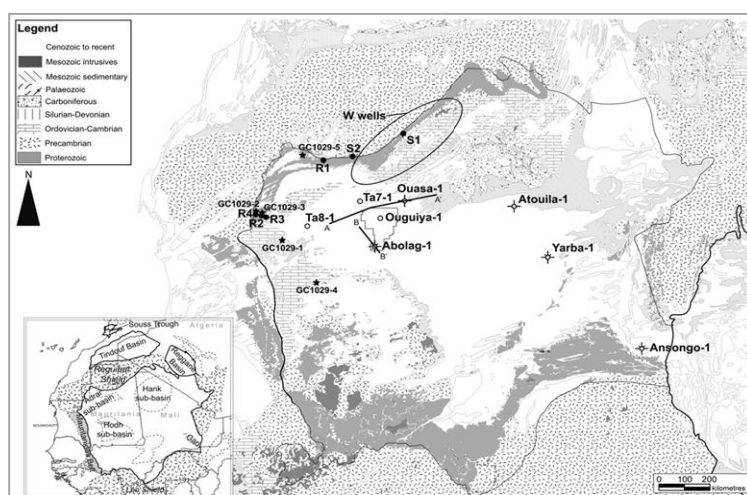 Legend
Cenozoic to recent
Mesozoic intrusives
Mesozoic sedimentary
Palaeozoic
Carboniferous
Silurian-Devonian
Ordovician-Cambrian
Precambrian
Proterozoic
N
W wells
GC1029-5
R1
S2
S1
GC1029-2
GC1029-3
R4
R3
R2
Ta7-1
Ouasa-1
A'
Ta8-1
A
Ouguiya-1
B
Abolag-1
B'
Atouila-1
Yarba-1
GC1029-1
GC1029-4
Ansongo-1
Souss Trough
Algeria
Tindouf Basin
Reggane Basin
Reguibat Shield
Adrar sub-basin
Hank sub-basin
Mauritania
Mali
Hodh sub-basin
0 100 200
kilometres